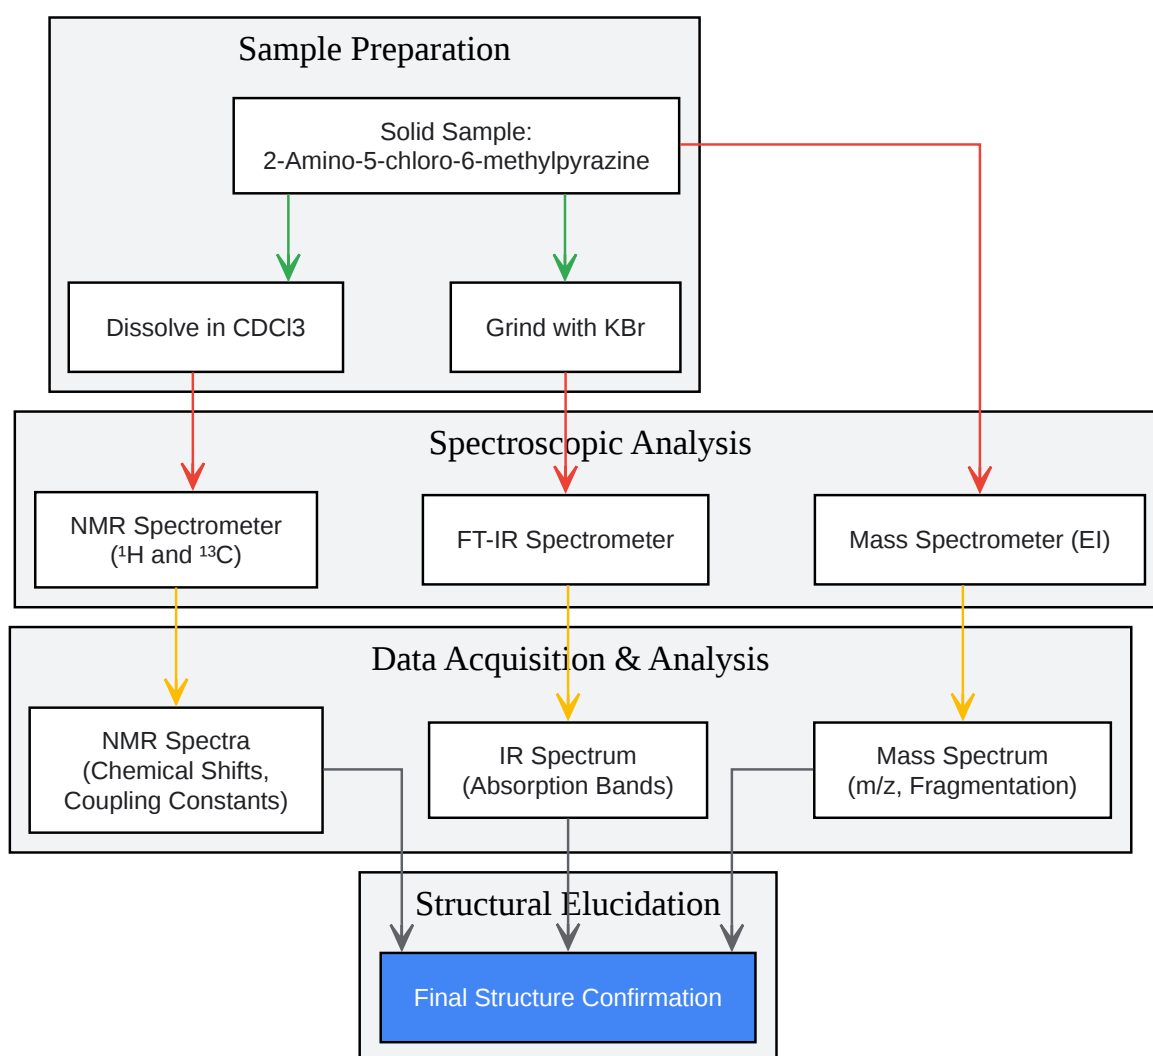 Sample Preparation
Solid Sample:
2-Amino-5-chloro-6-methylpyrazine
Dissolve in CDCl3
Grind with KBr
Spectroscopic Analysis
NMR Spectrometer
(¹H and ¹³C)
FT-IR Spectrometer
Mass Spectrometer (EI)
Data Acquisition & Analysis
NMR Spectra
(Chemical Shifts,
Coupling Constants)
IR Spectrum
(Absorption Bands)
Mass Spectrum
(m/z, Fragmentation)
Structural Elucidation
Final Structure Confirmation